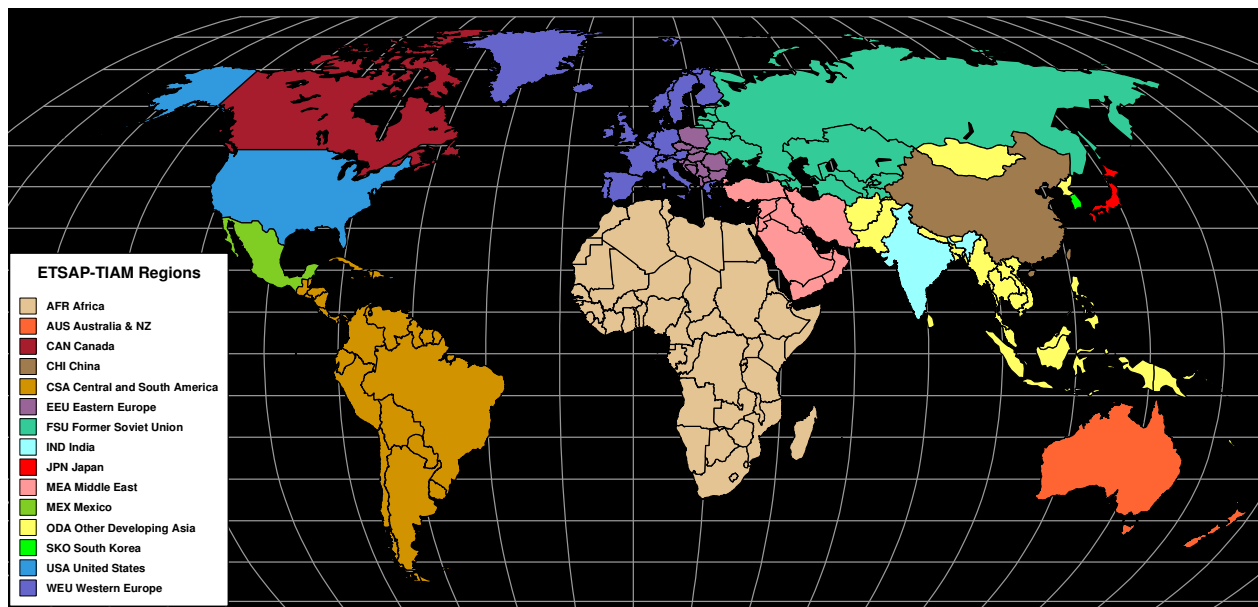 ETSAP-TIAM Regions
AFR Africa
AUS Australia & NZ
CAN Canada
CHI China
CSA Central and South America
EEU Eastern Europe
FSU Former Soviet Union
IND India
JPN Japan
MEA Middle East
MEX Mexico
ODA Other Developing Asia
SKO South Korea
USA United States
WEU Western Europe